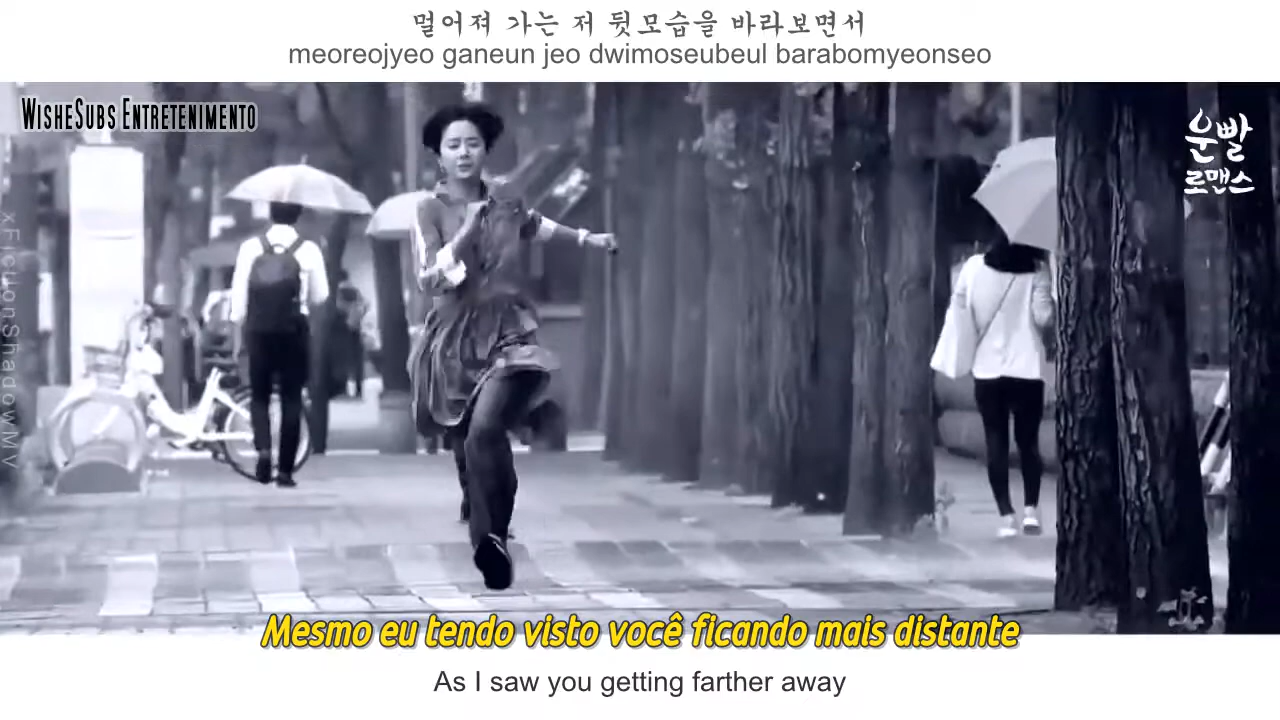 멀어져 가는 저 뒷모습을 바라보면서
meoreojyeo ganeun jeo dwimoseubeul barabomyeonseo
WisheSubs Entretenimento
운빨
로맨스
xFictionShadowMV
Mesmo eu tendo visto você ficando mais distante
As I saw you getting farther away